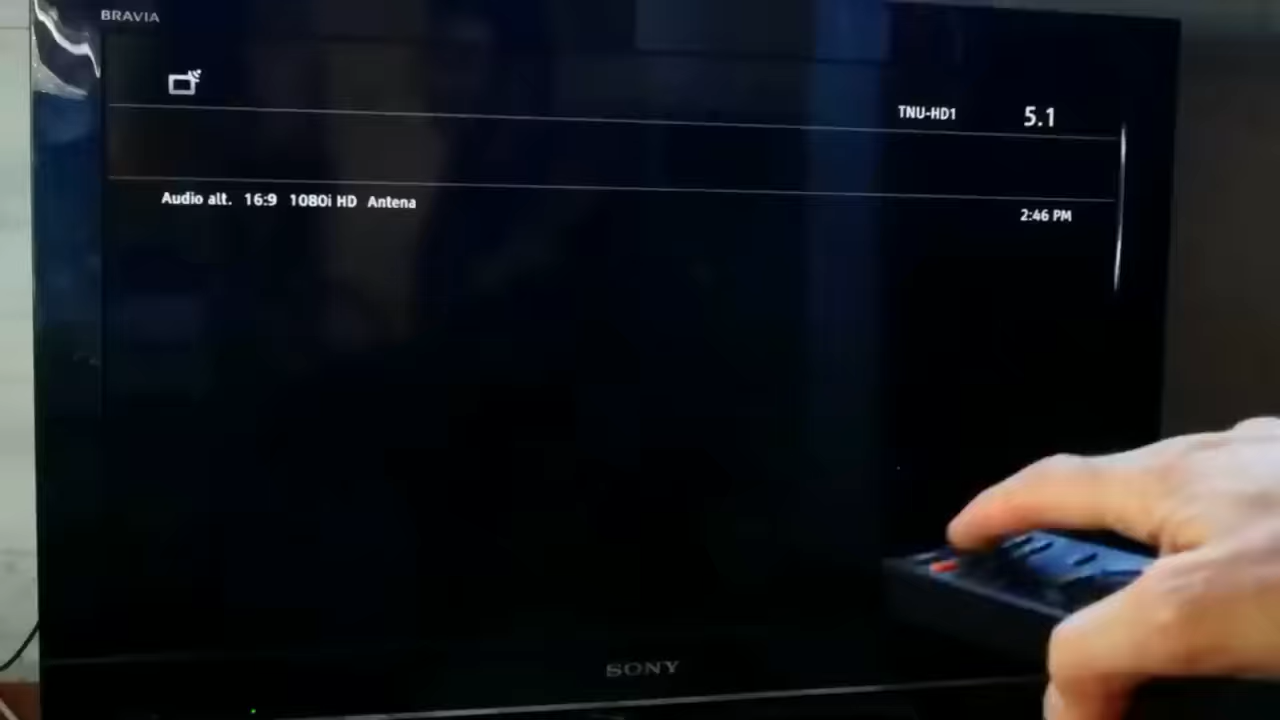 BRAVIA
TNU-HD1 5.1
Audio alt. 16:9 1080i HD Antena
2:46 PM
SONY